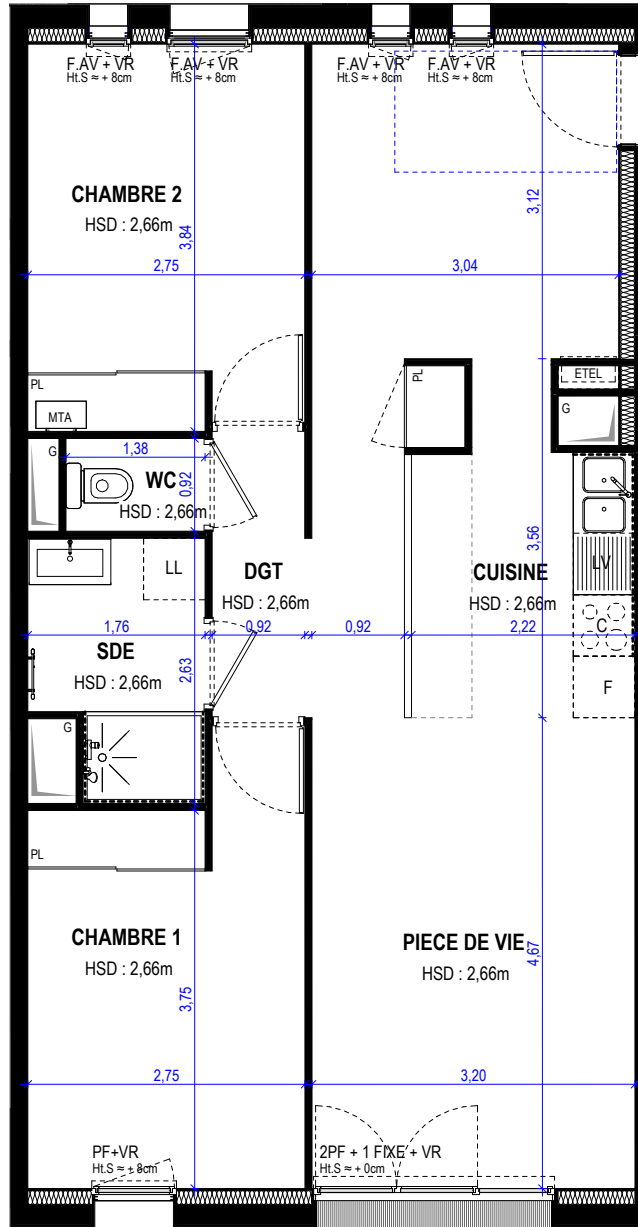 F.AV + VR
Ht.S ≈ + 8cm
F.AV + VR
Ht.S ≈ + 8cm
F.AV + VR
Ht.S ≈ + 8cm
F.AV + VR
Ht.S ≈ + 8cm
CHAMBRE 2
HSD : 2,66m
3,84
3,12
2,75
3,04
PL
MTA
PL
ETEL
G
G
1,38
WC
HSD : 2,66m
0,92
LL
DGT
HSD : 2,66m
3,56
CUISINE
HSD : 2,66m
LV
C
F
1,76
0,92
0,92
2,22
SDE
HSD : 2,66m
2,63
G
PL
CHAMBRE 1
HSD : 2,66m
3,75
PIECE DE VIE
HSD : 2,66m
4,67
2,75
3,20
PF+VR
Ht.S ≈ + 8cm
2PF + 1 FIXE + VR
Ht.S ≈ + 0cm